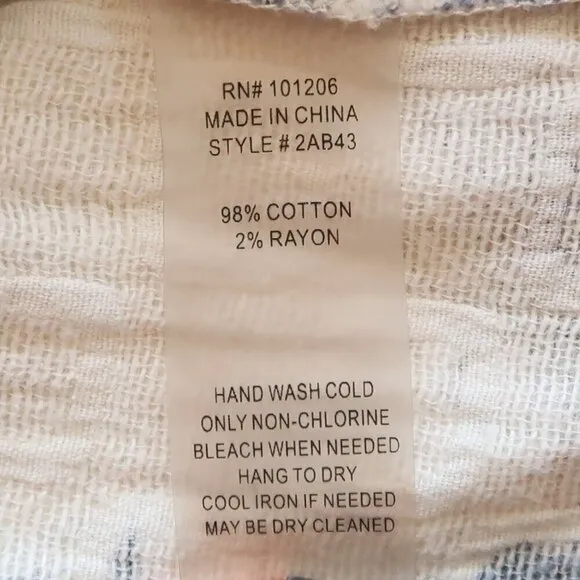 RN# 101206
MADE IN CHINA
STYLE # 2AB43
98% COTTON
2% RAYON
HAND WASH COLD
ONLY NON-CHLORINE
BLEACH WHEN NEEDED
HANG TO DRY
COOL IRON IF NEEDED
MAY BE DRY CLEANED